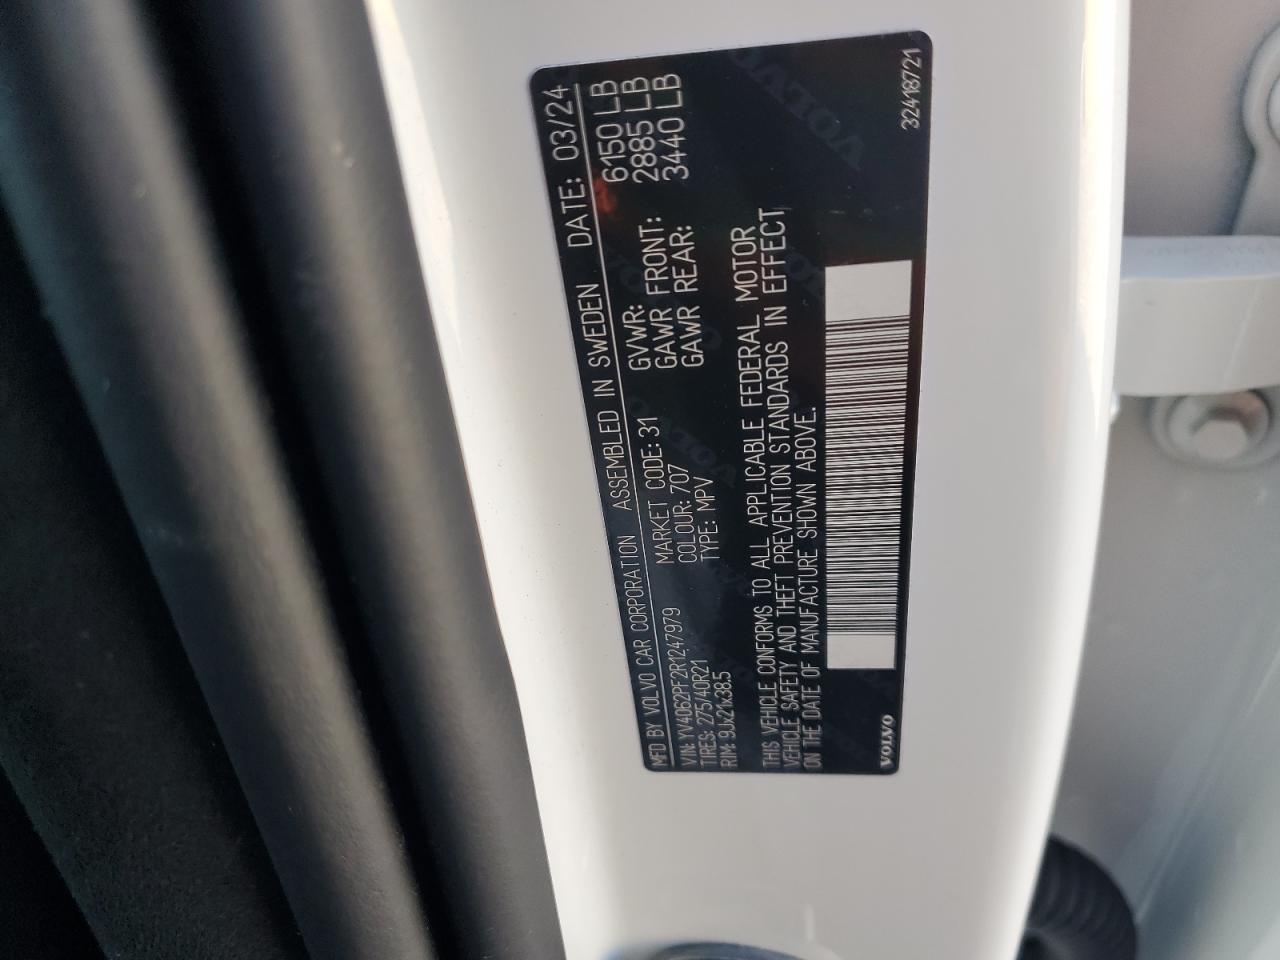 MFD BY VOLVO CAR CORPORATION ASSEMBLED IN SWEDEN DATE: 03/24
VIN: YV4062PF2R1247979 MARKET CODE: 31 GVWR: 6150 LB
TIRES: 275/40R21 COLOUR: 707 GAWR FRONT: 2885 LB
RIM: 9Jx21x38.5 TYPE: MPV GAWR REAR: 3440 LB
THIS VEHICLE CONFORMS TO ALL APPLICABLE FEDERAL MOTOR
VEHICLE SAFETY AND THEFT PREVENTION STANDARDS IN EFFECT
ON THE DATE OF MANUFACTURE SHOWN ABOVE.
VOLVO 32418721